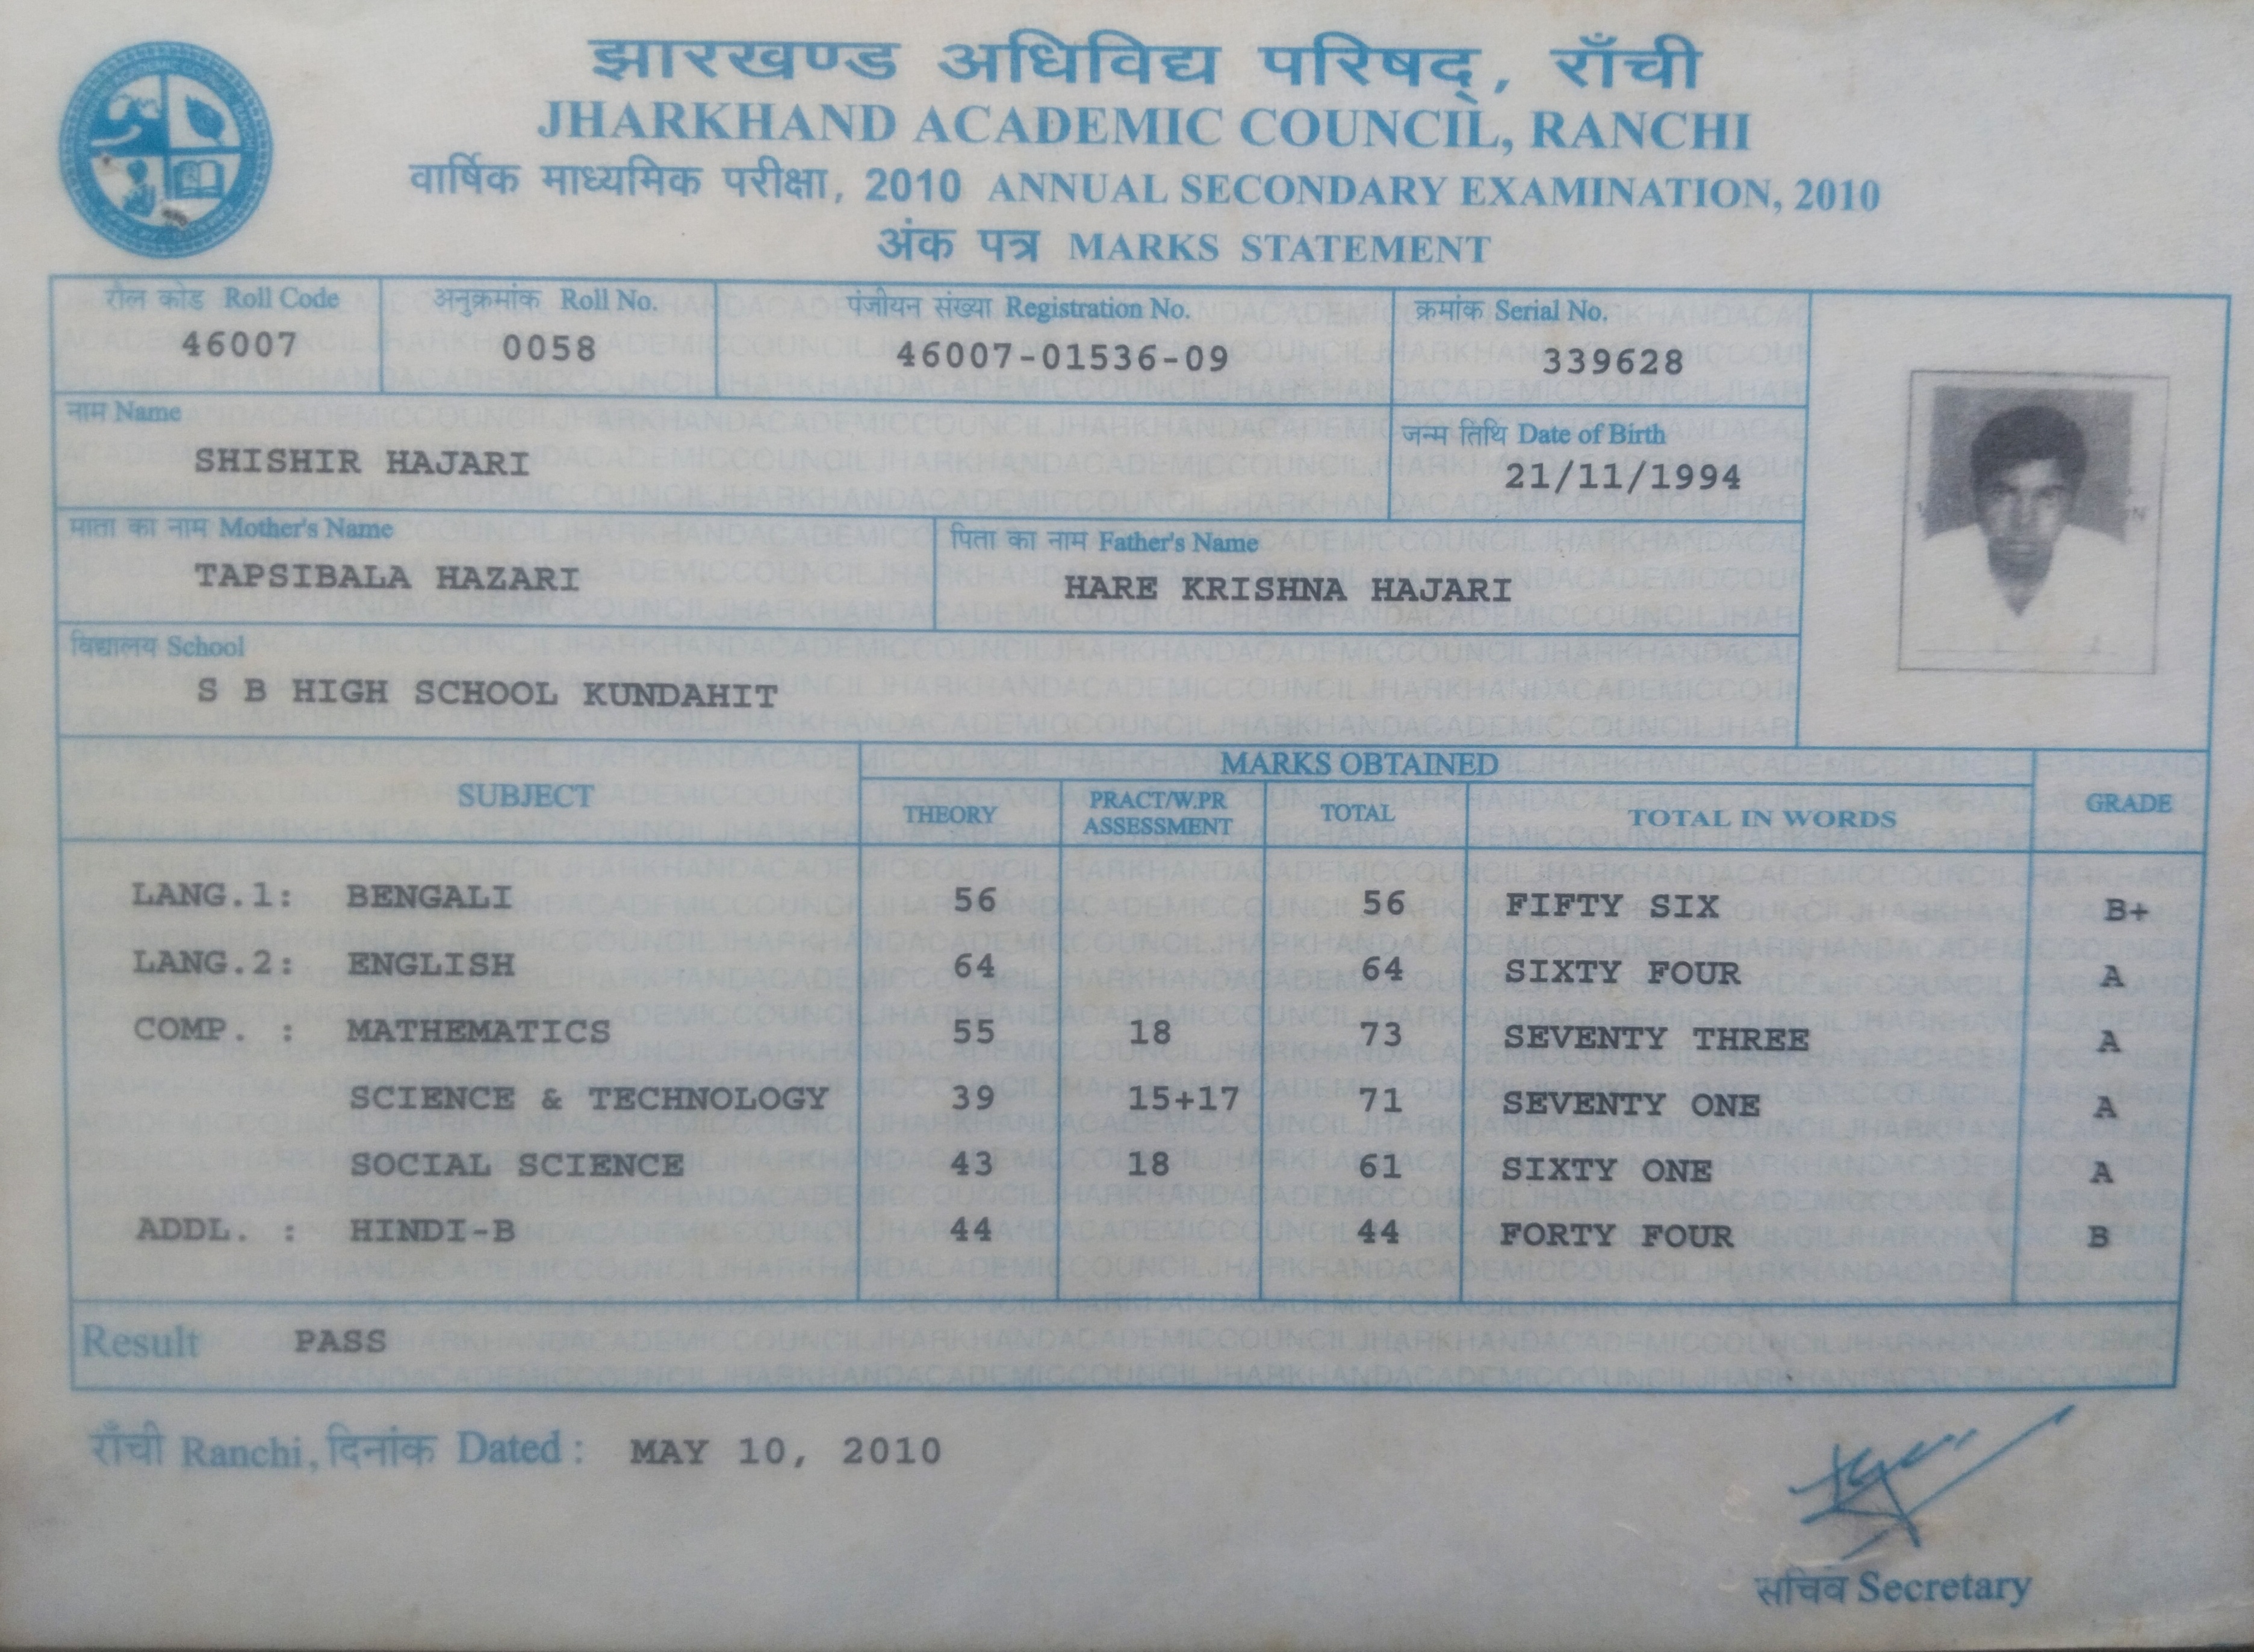 झारखण्ड अधिविद्य परिषद्, राँची
JHARKHAND ACADEMIC COUNCIL, RANCHI
वार्षिक माध्यमिक परीक्षा, 2010 ANNUAL SECONDARY EXAMINATION, 2010
अंक पत्र MARKS STATEMENT
रौल कोड Roll Code अनुक्रमांक Roll No. पंजीयन संख्या Registration No. क्रमांक Serial No.
46007 0058 46007-01536-09 339628
नाम Name जन्म तिथि Date of Birth
SHISHIR HAJARI 21/11/1994
माता का नाम Mother's Name पिता का नाम Father's Name
TAPSIBALA HAZARI HARE KRISHNA HAJARI
विद्यालय School
S B HIGH SCHOOL KUNDAHIT
MARKS OBTAINED
SUBJECT THEORY PRACT/W.PR ASSESSMENT TOTAL TOTAL IN WORDS GRADE
LANG.1: BENGALI 56 56 FIFTY SIX B+
LANG.2: ENGLISH 64 64 SIXTY FOUR A
COMP. : MATHEMATICS 55 18 73 SEVENTY THREE A
SCIENCE & TECHNOLOGY 39 15+17 71 SEVENTY ONE A
SOCIAL SCIENCE 43 18 61 SIXTY ONE A
ADDL. : HINDI-B 44 44 FORTY FOUR B
Result PASS
राँची Ranchi, दिनांक Dated : MAY 10, 2010
सचिव Secretary